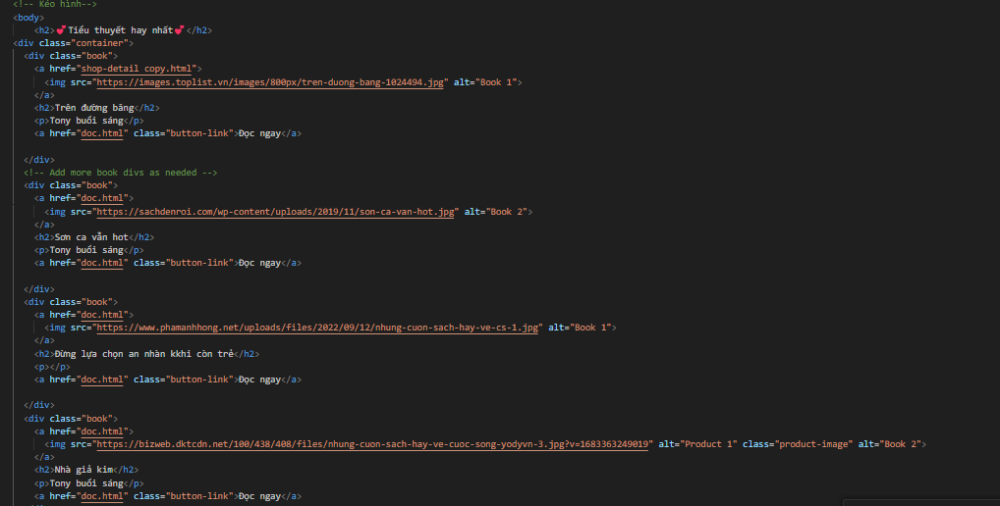 <!-- Kéo hình-->
<body>
<h2>💕Tiểu thuyết hay nhất💕</h2>
<div class="container">
<div class="book">
<a href="shop-detail copy.html">
<img src="https://images.toplist.vn/images/800px/tren-duong-bang-1024494.jpg" alt="Book 1">
</a>
<h2>Trên đường băng</h2>
<p>Tony buổi sáng</p>
<a href="doc.html" class="button-link">Đọc ngay</a>
</div>
<!-- Add more book divs as needed -->
<div class="book">
<a href="doc.html">
<img src="https://sachdenroi.com/wp-content/uploads/2019/11/son-ca-van-hot.jpg" alt="Book 2">
</a>
<h2>Sơn ca vẫn hot</h2>
<p>Tony buổi sáng</p>
<a href="doc.html" class="button-link">Đọc ngay</a>
</div>
<div class="book">
<a href="doc.html">
<img src="https://www.phamanhhong.net/uploads/files/2022/09/12/nhung-cuon-sach-hay-ve-cs-1.jpg" alt="Book 1">
</a>
<h2>Đừng lựa chọn an nhàn kkhi còn trẻ</h2>
<p></p>
<a href="doc.html" class="button-link">Đọc ngay</a>
</div>
<div class="book">
<a href="doc.html">
<img src="https://bizweb.dktcdn.net/100/438/408/files/nhung-cuon-sach-hay-ve-cuoc-song-yodyvn-3.jpg?v=1683363249019" alt="Product 1" class="product-image" alt="Book 2">
</a>
<h2>Nhà giả kim</h2>
<p>Tony buổi sáng</p>
<a href="doc.html" class="button-link">Đọc ngay</a>